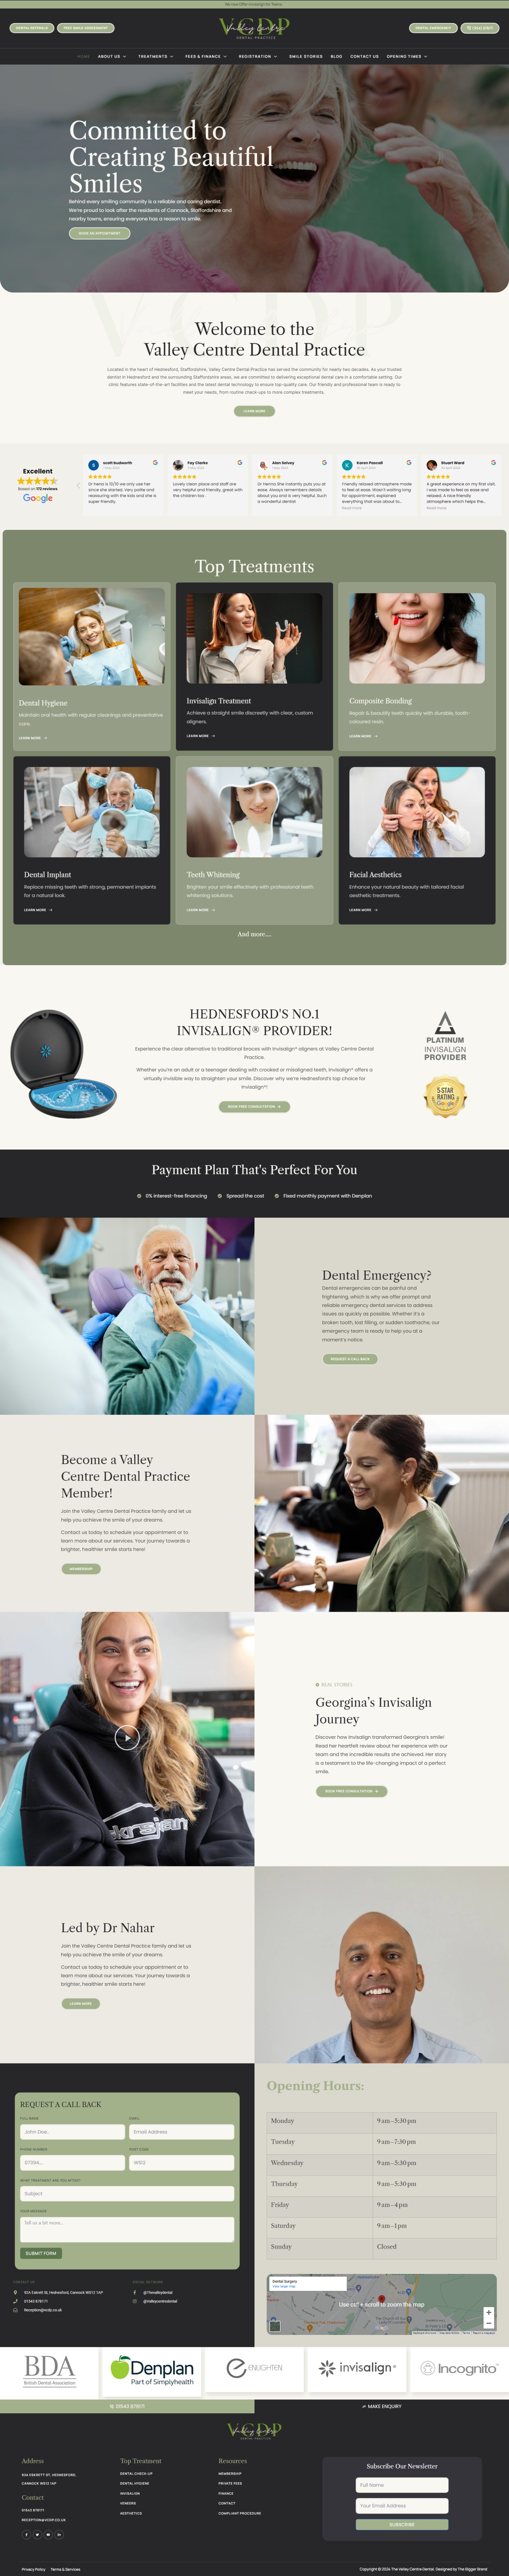 We now Offer Invisalign for Teens
DENTAL REFERRALS
FREE SMILE ASSESSMENT
VCDP
Valley Centre
DENTAL PRACTICE
DENTAL EMERGENCY
HOME
ABOUT US
TREATMENTS
FEES & FINANCE
REGISTRATION
SMILE STORIES
BLOG
CONTACT US
OPENING TIMES
Committed to
Creating Beautiful
Smiles
Behind every smiling community is a reliable and caring dentist.
We're proud to look after the residents of Cannock, Staffordshire and
nearby towns, ensuring everyone has a reason to smile.
BOOK AN APPOINTMENT
Welcome to the
Valley Centre Dental Practice
Located in the heart of Hednesford, Staffordshire, Valley Centre Dental Practice has served the community for nearly two decades. As your trusted
dentist in Hednesford and the surrounding areas, we are committed to delivering exceptional dental care in a comfortable setting. Our
clinic features state-of-the-art facilities and the latest dental technology to ensure top-quality care. Our friendly and professional team is ready to
meet your needs, from routine check-ups to more complex treatments.
LEARN MORE
Excellent
Based on 173 reviews
Google
scott budworth
Dr hema is 10/10 we only use her
since she started. Very polite and
reassuring with the kids and she is
super friendly
Fay Clarke
Lovely clean place and staff are
very helpful and friendly, great with
the children too.
Alan Selvey
Dr Hemma the instantly puts you at
ease. Always remembers details
about you and is very helpful. Such
a wonderful dentist
Karen Pascall
Friendly relaxed atmosphere made
to feel at ease. Wasn't waiting long
for appointment, explained
everything that was about to...
Read more
Stuart Ward
A great experience on my first visit.
I was made to feel as ease and
relaxed. A nice friendly
atmosphere which helps the...
Read more
Top Treatments
Dental Hygiene
Maintain oral health with regular cleanings and preventative
care.
LEARN MORE
Invisalign Treatment
Achieve a straight smile discreetly with clear, custom
aligners.
LEARN MORE
Composite Bonding
Repair & beautify teeth quickly with durable, tooth-
coloured resin.
LEARN MORE
Dental Implant
Replace missing teeth with strong, permanent implants
for a natural look.
LEARN MORE
Teeth Whitening
Brighten your smile effectively with professional teeth
whitening solutions.
LEARN MORE
Facial Aesthetics
Enhance your natural beauty with tailored facial
aesthetic treatments.
LEARN MORE
And more....
HEDNESFORD'S NO.1
INVISALIGN® PROVIDER!
Experience the clear alternative to traditional braces with Invisalign® aligners at Valley Centre Dental
Practice.
Whether you're an adult or a teenager dealing with crooked or misaligned teeth, Invisalign® offers a
virtually invisible way to straighten your smile. Discover why we're Hednesford's top choice for
Invisalign®!
BOOK FREE CONSULTATION
PLATINUM
INVISALIGN
PROVIDER
5-STAR
RATING
Google
Payment Plan That's Perfect For You
0% interest-free financing
Spread the cost
Fixed monthly payment with Denplan
Dental Emergency?
Dental emergencies can be painful and
frightening, which is why we offer prompt and
reliable emergency dental services to address
issues as quickly as possible. Whether it's a
broken tooth, lost filling, or sudden toothache, our
emergency team is ready to help you at a
moment's notice.
REQUEST A CALL BACK
Become a Valley
Centre Dental Practice
Member!
Join the Valley Centre Dental Practice family and let us
help you achieve the smile of your dreams.
Contact us today to schedule your appointment or to
learn more about our services. Your journey towards a
brighter, healthier smile starts here!
MEMBERSHIP
REAL STORIES
Georgina's Invisalign
Journey
Discover how Invisalign transformed Georgina's smile!
Read her heartfelt review about her experience with our
team and the incredible results she achieved. Her story
is a testament to the life-changing impact of a perfect
smile.
BOOK FREE CONSULTATION
Led by Dr Nahar
Join the Valley Centre Dental Practice family and let us
help you achieve the smile of your dreams.
Contact us today to schedule your appointment or to
learn more about our services. Your journey towards a
brighter, healthier smile starts here!
LEARN MORE
REQUEST A CALL BACK
FULL NAME
EMAIL
John Doe..
Email Address
PHONE NUMBER
POST CODE
07394...
WS12
WHAT TREATMENT ARE YOU AFTER?
Subject
YOUR MESSAGE
Tell us a bit more...
SUBMIT FORM
CONTACT US
SOCIAL NETWORK
92A Eskrett St, Hednesford, Cannock WS12 1AP
01543 878171
Reception@vcdp.co.uk
@Thevalleydental
@Valleycentredental
Opening Hours:
Monday 9am–5:30pm
Tuesday 9am–7:30pm
Wednesday 9am–5:30pm
Thursday 9am–5:30pm
Friday 9am–4pm
Saturday 9am–1pm
Sunday Closed
Dental Surgery
View larger map
Use ctrl + scroll to zoom the map
BDA
British Dental Association
Denplan
Part of Simplyhealth
ENLIGHTEN
invisalign
Incognito
01543 878171
MAKE ENQUIRY
VCDP
Valley Centre
DENTAL PRACTICE
Address
92A ESKRETT ST, HEDNESFORD,
CANNOCK WS12 1AP
Contact
01543 878171
RECEPTION@VCDP.CO.UK
Top Treatment
DENTAL CHECK-UP
DENTAL HYGIENE
INVISALIGN
VENEERS
AESTHETICS
Resources
MEMBERSHIP
PRIVATE FEES
FINANCE
CONTACT
COMPLIANT PROCEDURE
Subscribe Our Newsletter
Full Name
Your Email Address
SUBSCRIBE
Privacy Policy
Terms & Services
Copyright © 2024 The Valley Centre Dental. Designed by The Bigger Brand